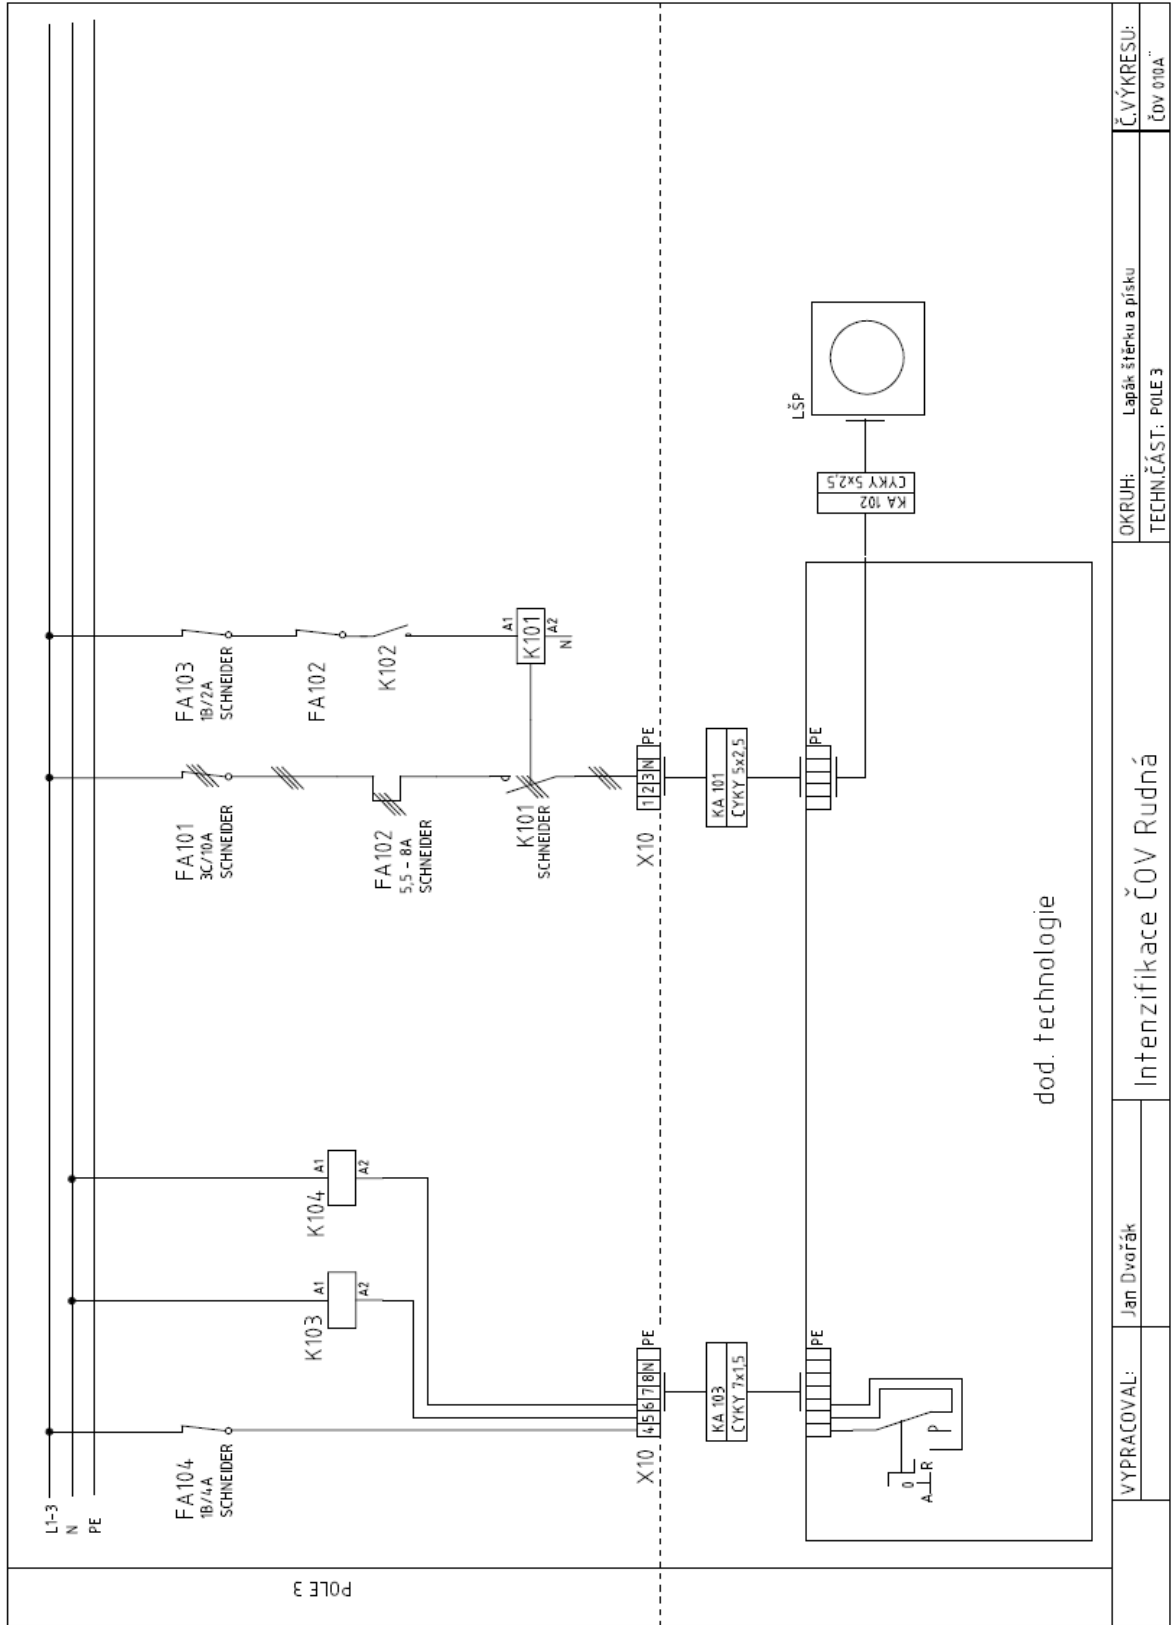 L1-3
N
PE
FA104
1B/4A
SCHNEIDER
K103
A1
A2
K104
A1
A2
FA101
3C/10A
SCHNEIDER
FA103
1B/2A
SCHNEIDER
FA102
5,5 - 8A
SCHNEIDER
FA102
K102
K101
SCHNEIDER
A1
K101
A2
N
POLE 3
X10
4 5 6 7 8 N PE
X10
1 2 3 N PE
KA 103
CYKY 7x1,5
KA 101
CYKY 5x2,5
PE
PE
KA 102
CYKY 5x2,5
LŠP
0
A R
P
dod. technologie
VYPRACOVAL:
Jan Dvořák
Intenzifikace ČOV Rudná
OKRUH: Lapák štěrku a písku
TECHN.ČÁST: POLE 3
Č.VÝKRESU:
ČOV 010A"